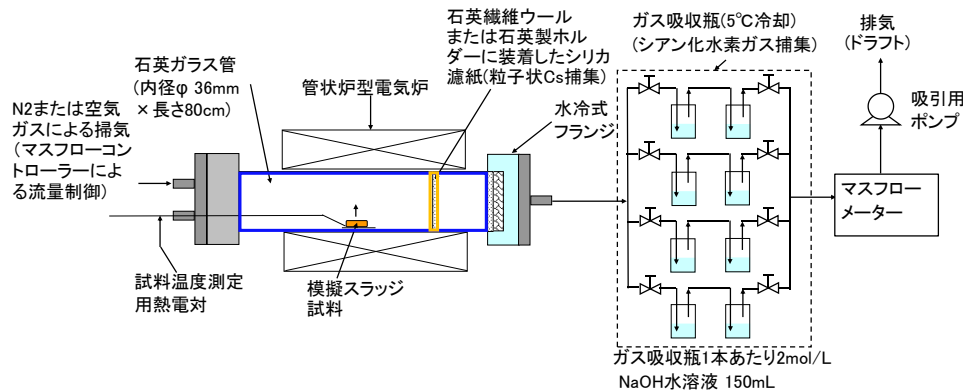 石英繊維ウール
または石英製ホル
ダーに装着したシリカ
濾紙(粒子状Cs捕集)
ガス吸収瓶(5℃冷却)
(シアン化水素ガス捕集)
排気
(ドラフト)
石英ガラス管
(内径φ 36mm
×長さ80cm)
管状炉型電気炉
水冷式
フランジ
吸引用
ポンプ
N2または空気
ガスによる掃気
(マスフローコント
ローラーによ
る流量制御)
マスフロー
メーター
試料温度測定
用熱電対
模擬スラッジ
試料
ガス吸収瓶1本あたり2mol/L
NaOH水溶液 150mL